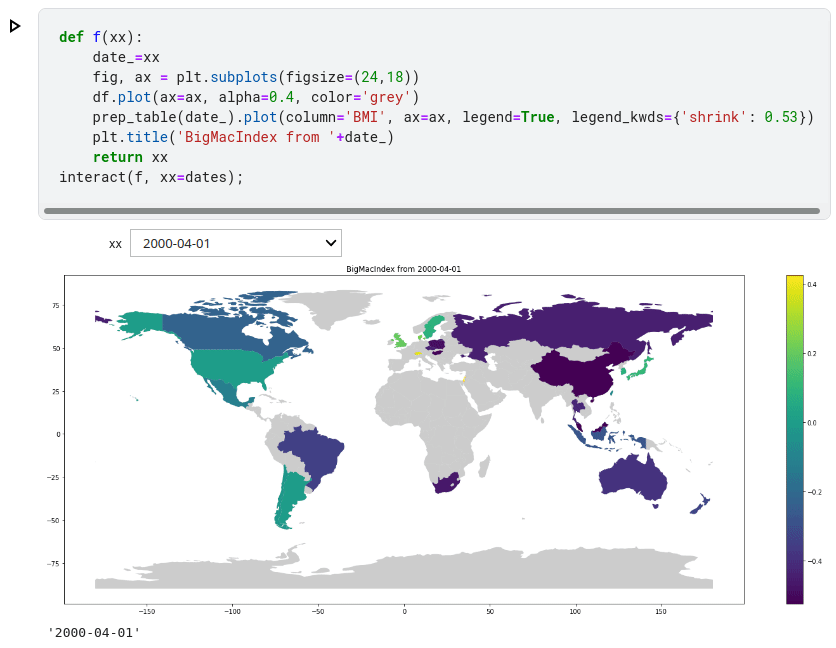 def f(xx):
    date_=xx
    fig, ax = plt.subplots(figsize=(24,18))
    df.plot(ax=ax, alpha=0.4, color='grey')
    prep_table(date_).plot(column='BMI', ax=ax, legend=True, legend_kwds={'shrink': 0.53})
    plt.title('BigMacIndex from '+date_)
    return xx
interact(f, xx=dates);
xx 2000-04-01
BigMacIndex from 2000-04-01
75
50
25
0
−25
−50
−75
−150 −100 −50 0 50 100 150
0.4
0.2
0.0
−0.2
−0.4
'2000-04-01'